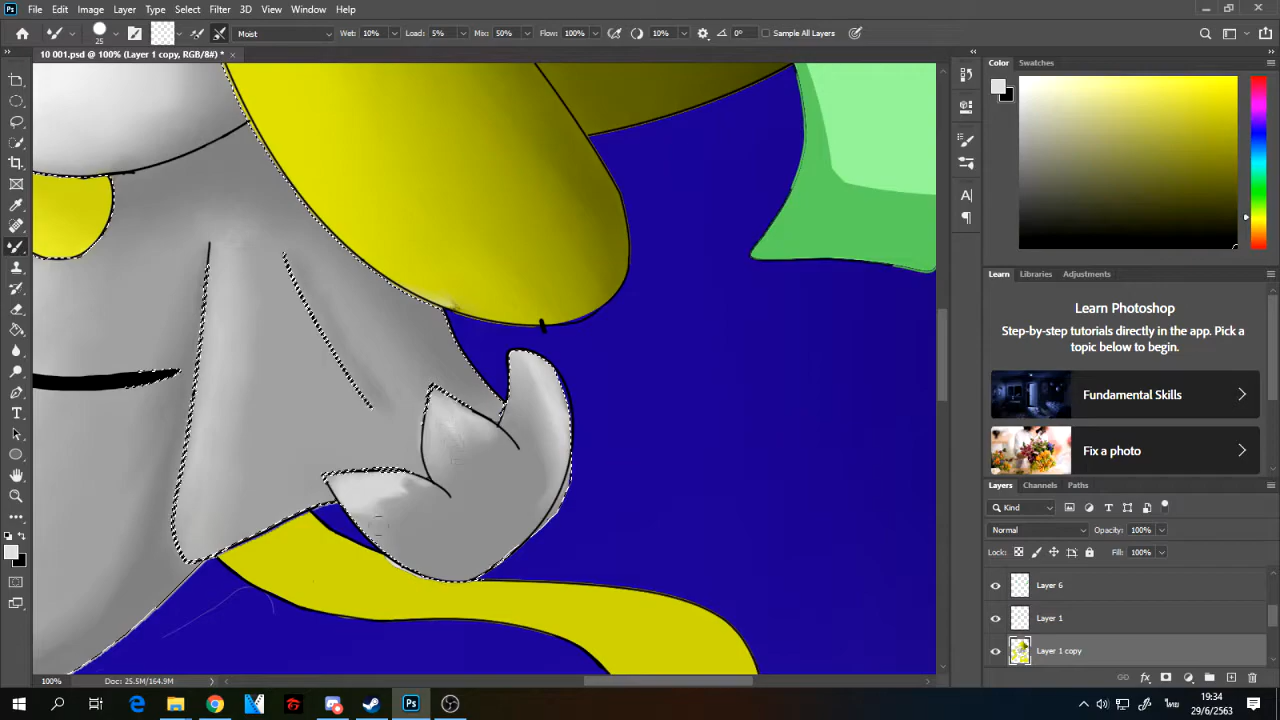 File Edit Image Layer Type Select Filter 3D View Window Help
25 Moist Wet: 10% Load: 5% Mix: 50% Flow: 100% 10% 0° Sample All Layers
10 001.psd @ 100% (Layer 1 copy, RGB/8#) *
Color Swatches
Learn Libraries Adjustments
Learn Photoshop
Step-by-step tutorials directly in the app. Pick a
topic below to begin.
Fundamental Skills
Fix a photo
Layers Channels Paths
Kind
Normal Opacity: 100%
Lock: Fill: 100%
Layer 6
Layer 1
Layer 1 copy
100% Doc: 25.5M/164.9M
19:34
ไทย
29/6/2563